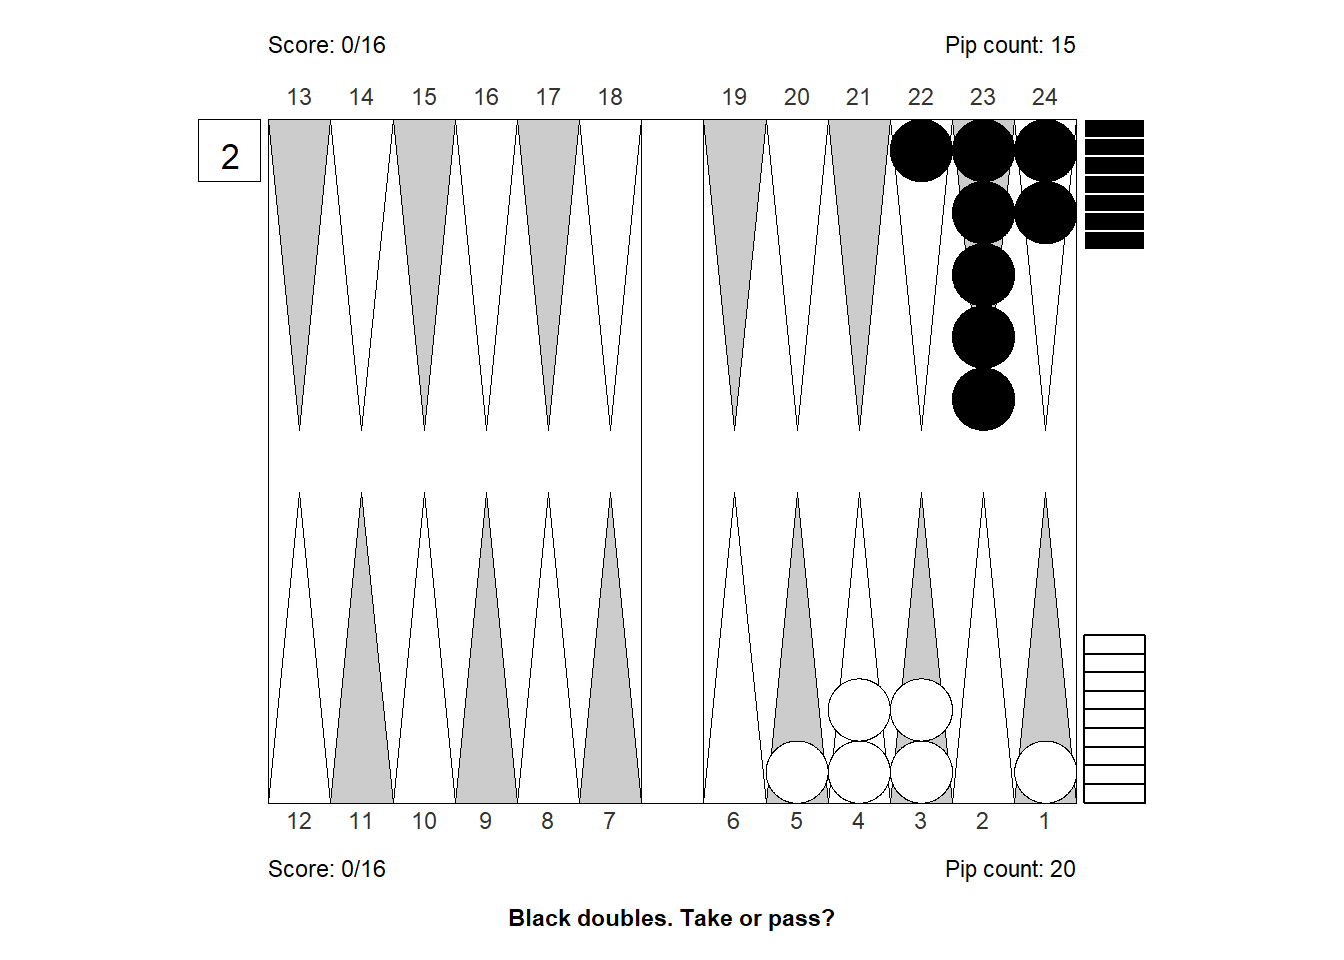 Score: 0/16 Pip count: 15
13 14 15 16 17 18 19 20 21 22 23 24
2
12 11 10 9 8 7 6 5 4 3 2 1
Score: 0/16 Pip count: 20
Black doubles. Take or pass?